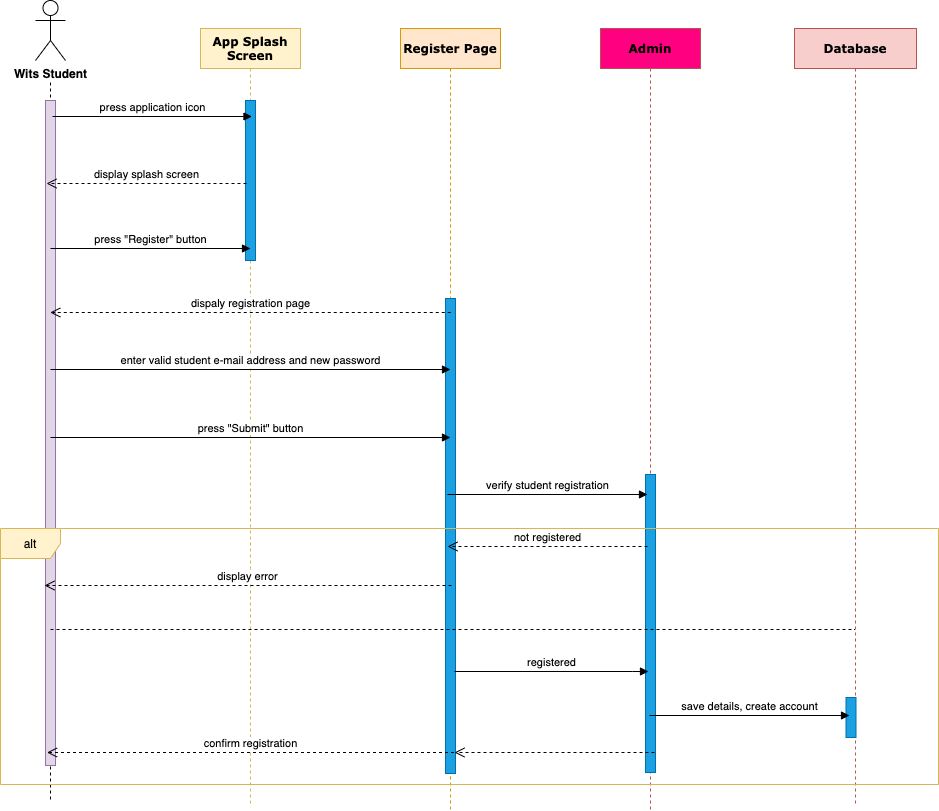 App Splash
Screen
Register Page
Admin
Database
Wits Student
press application icon
display splash screen
press "Register" button
dispaly registration page
enter valid student e-mail address and new password
press "Submit" button
verify student registration
alt
not registered
display error
registered
save details, create account
confirm registration